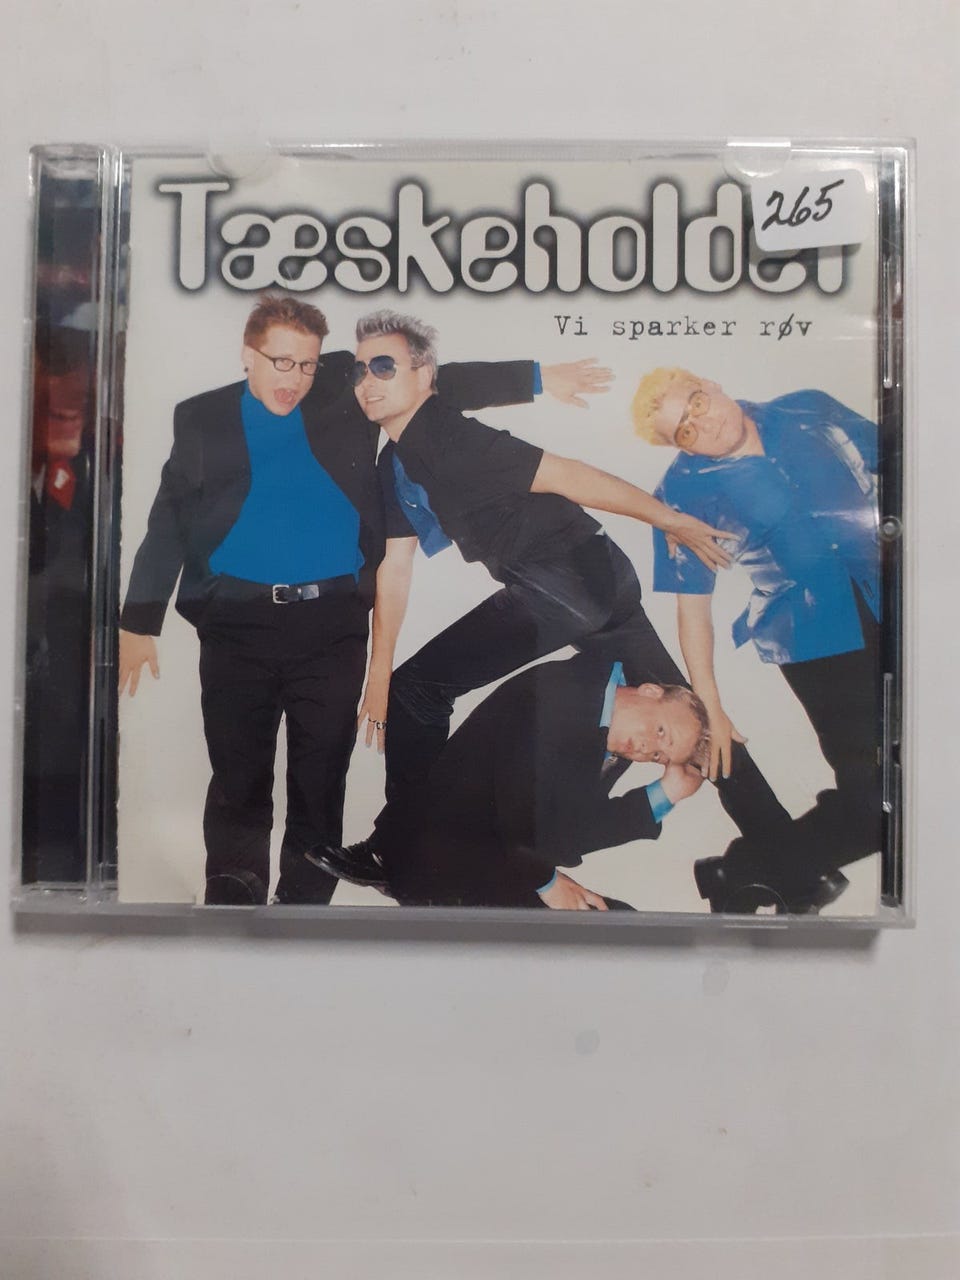 Tæskeholdet
265
Vi sparker røv